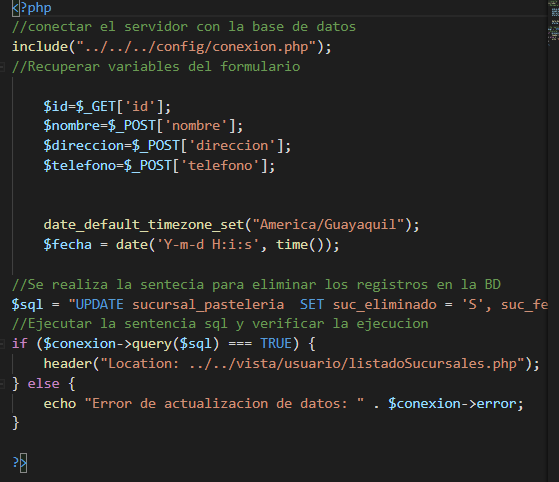 <?php
//conectar el servidor con la base de datos
include("../../../config/conexion.php");
//Recuperar variables del formulario
$id=$_GET['id'];
$nombre=$_POST['nombre'];
$direccion=$_POST['direccion'];
$telefono=$_POST['telefono'];
date_default_timezone_set("America/Guayaquil");
$fecha = date('Y-m-d H:i:s', time());
//Se realiza la sentecia para eliminar los registros en la BD
$sql = "UPDATE sucursal_pasteleria  SET suc_eliminado = 'S', suc_fe
//Ejecutar la sentencia sql y verificar la ejecucion
if ($conexion->query($sql) === TRUE) {
header("Location: ../../vista/usuario/listadoSucursales.php");
} else {
echo "Error de actualizacion de datos: " . $conexion->error;
}
?>